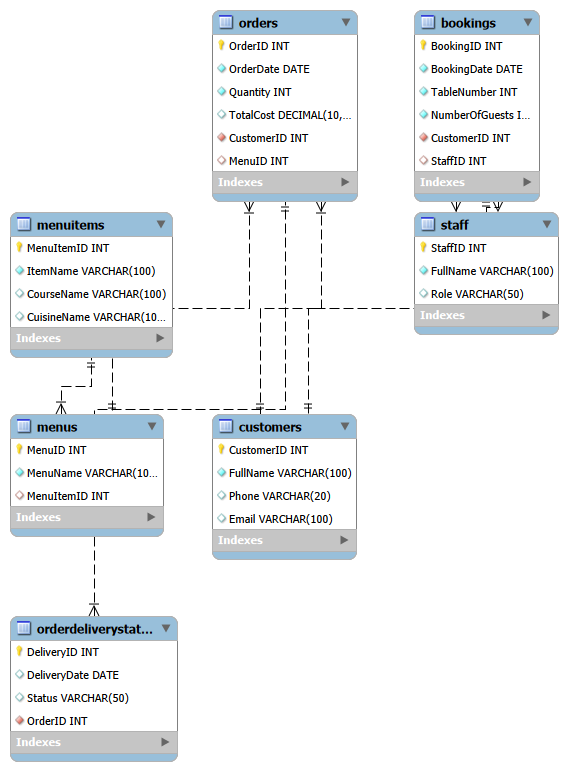 orders
OrderID INT
OrderDate DATE
Quantity INT
TotalCost DECIMAL(10,...
CustomerID INT
MenuID INT
Indexes
bookings
BookingID INT
BookingDate DATE
TableNumber INT
NumberOfGuests I...
CustomerID INT
StaffID INT
Indexes
menuitems
MenuItemID INT
ItemName VARCHAR(100)
CourseName VARCHAR(100)
CuisineName VARCHAR(10...
Indexes
staff
StaffID INT
FullName VARCHAR(100)
Role VARCHAR(50)
Indexes
menus
MenuID INT
MenuName VARCHAR(10...
MenuItemID INT
Indexes
customers
CustomerID INT
FullName VARCHAR(100)
Phone VARCHAR(20)
Email VARCHAR(100)
Indexes
orderdeliverystat...
DeliveryID INT
DeliveryDate DATE
Status VARCHAR(50)
OrderID INT
Indexes